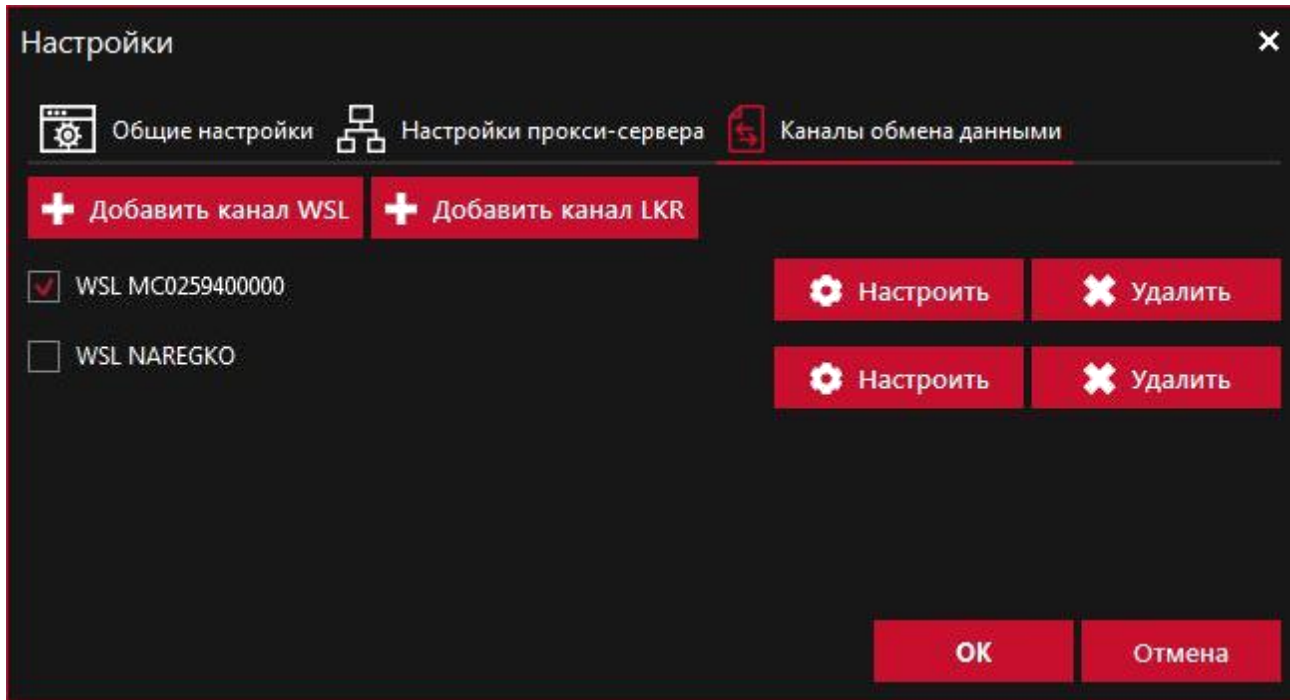 Настройки
Общие настройки Настройки прокси-сервера Каналы обмена данными
Добавить канал WSL Добавить канал LKR
WSL MC0259400000 Настроить Удалить
WSL NAREGKO Настроить Удалить
OK Отмена